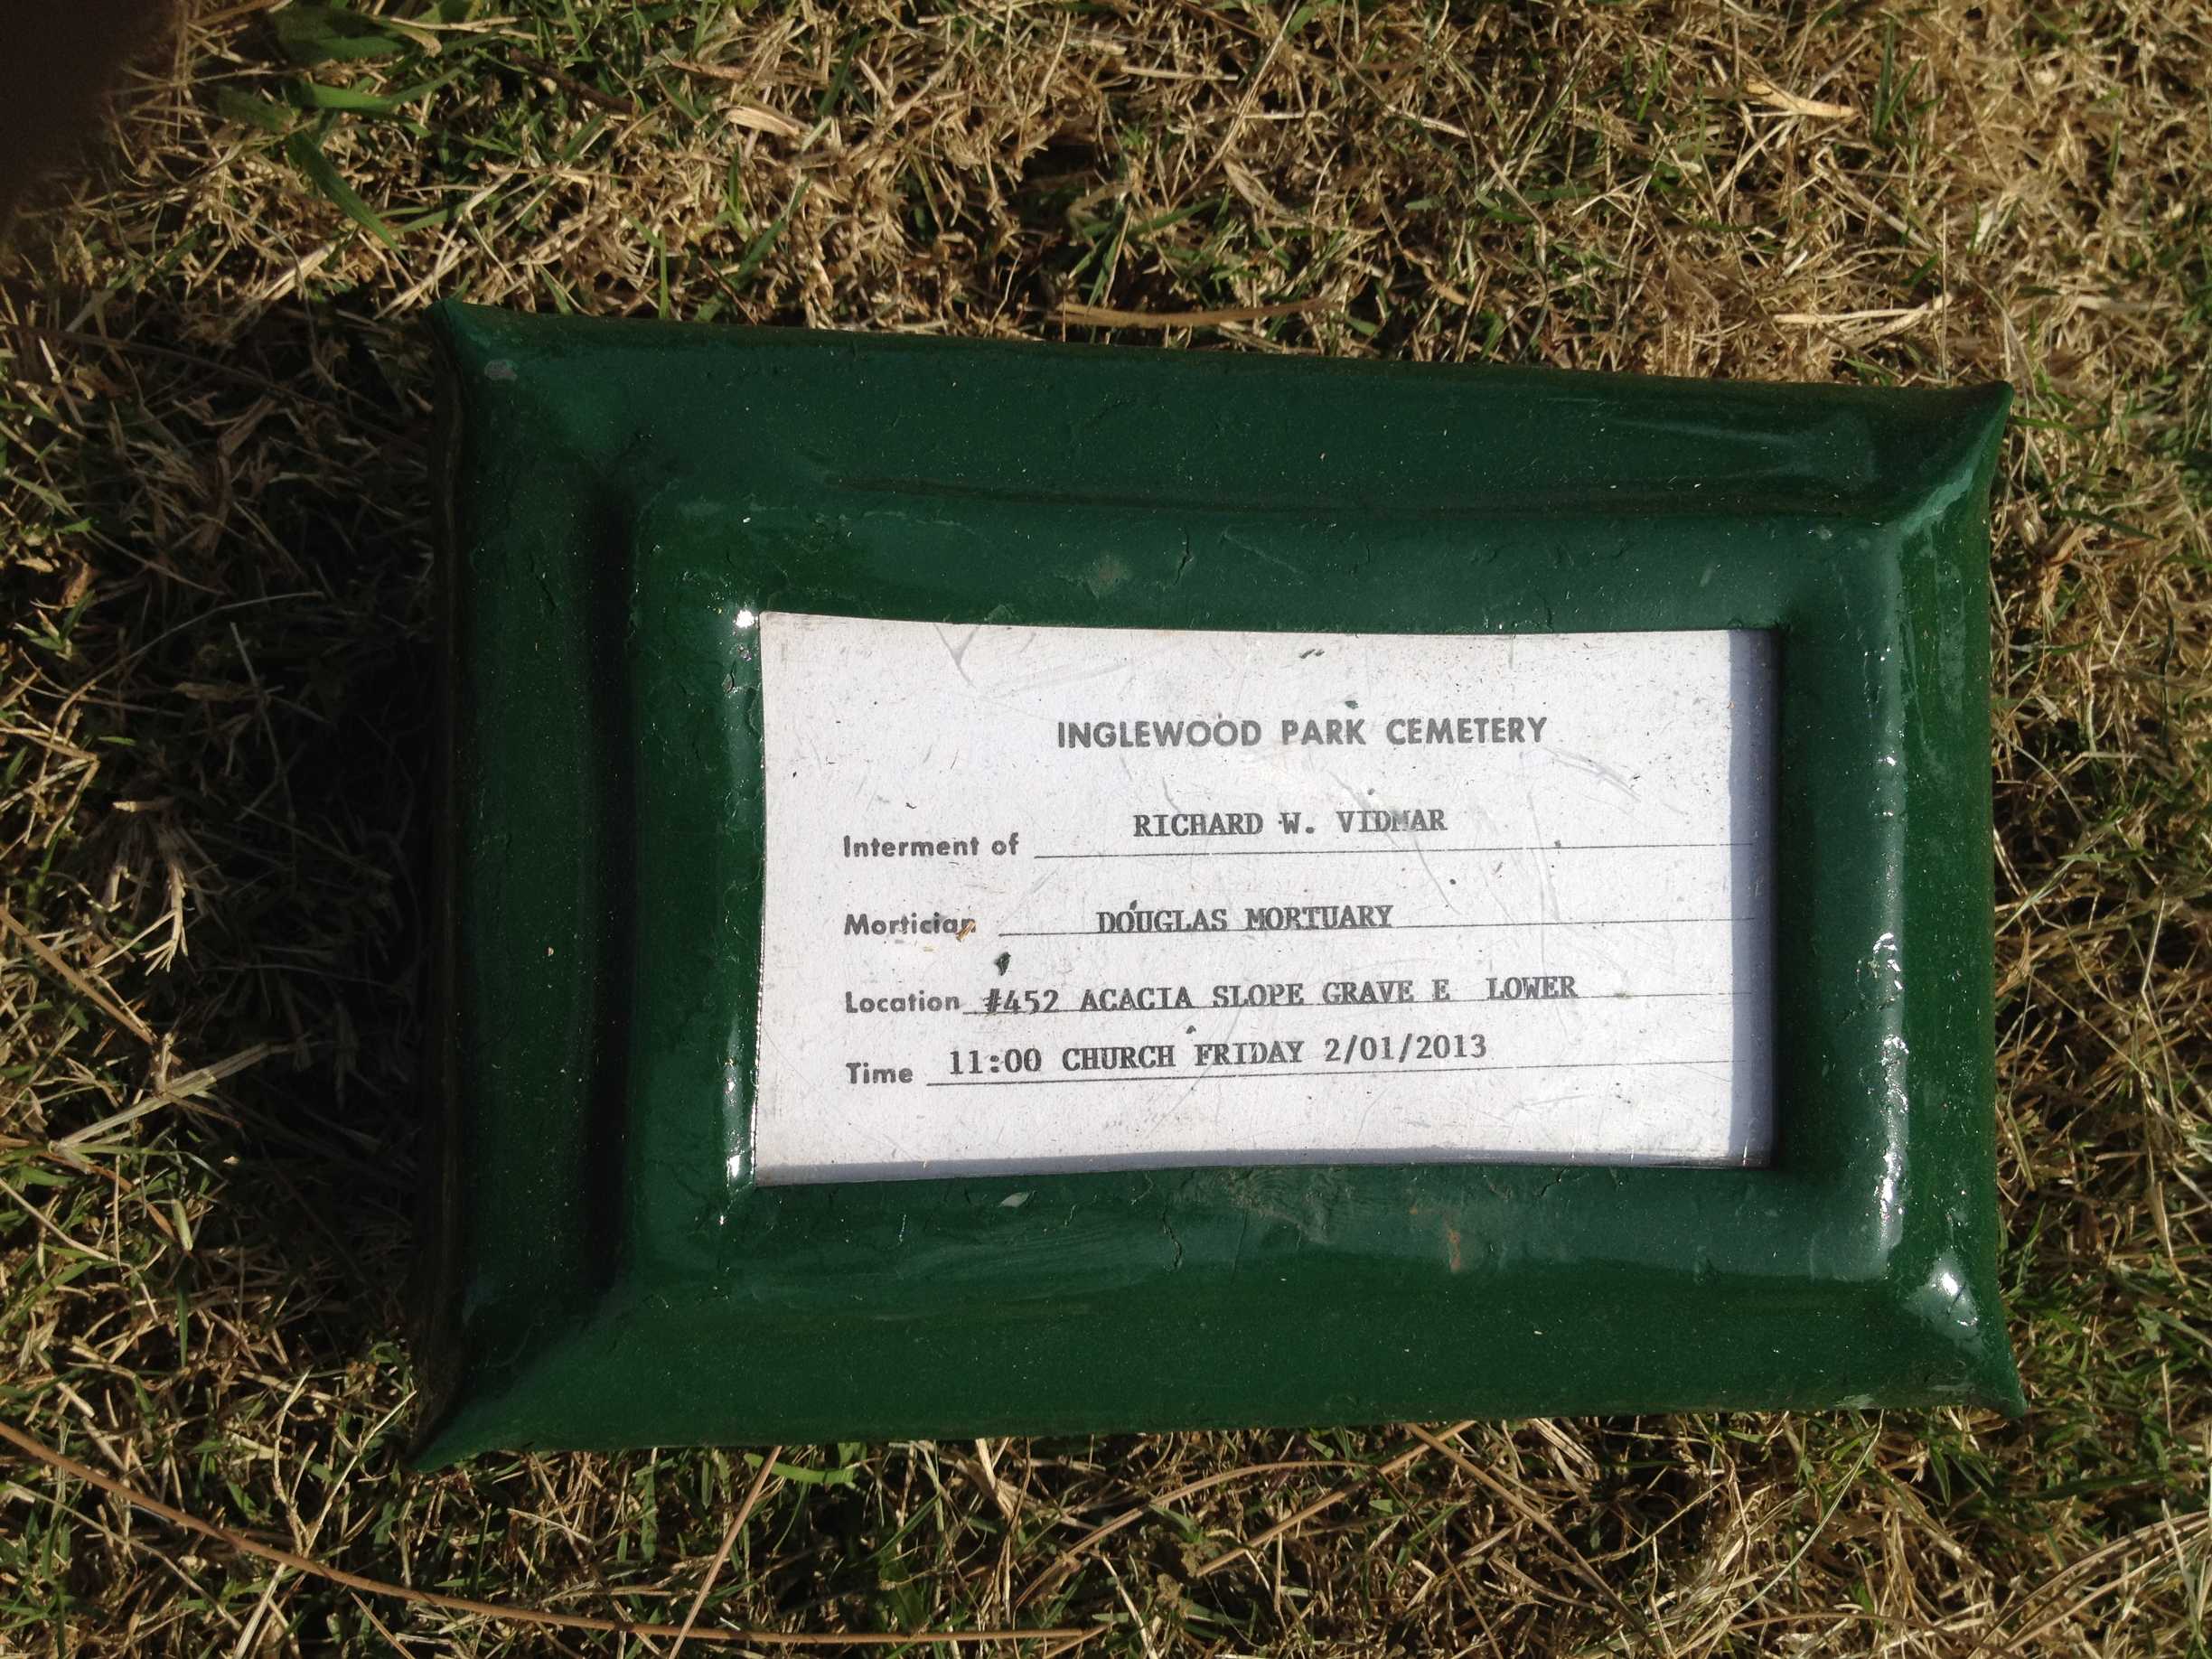 INGLEWOOD PARK CEMETERY
Interment of RICHARD W. VIDMAR
Mortician DOUGLAS MORTUARY
Location #452 ACACIA SLOPE GRAVE E LOWER
Time 11:00 CHURCH FRIDAY 2/01/2013